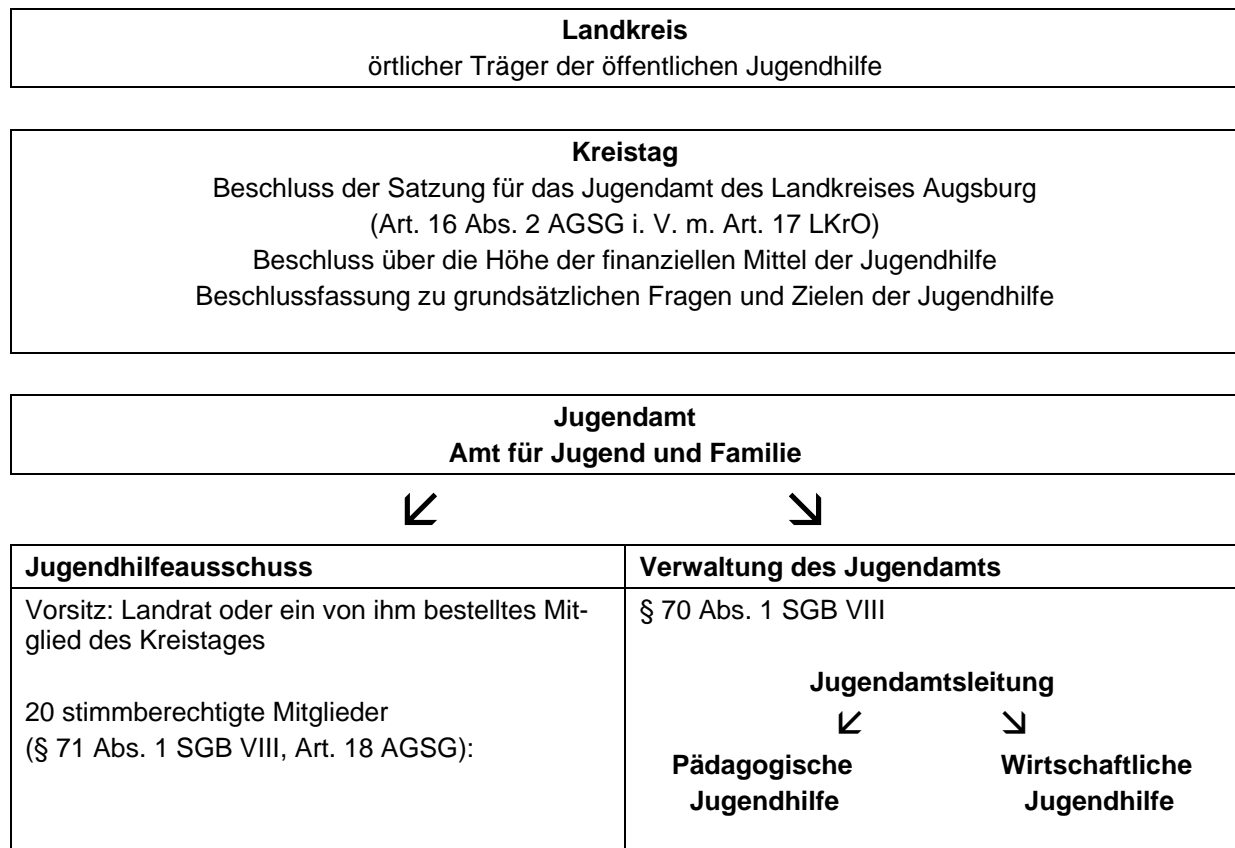 Landkreis
örtlicher Träger der öffentlichen Jugendhilfe
Kreistag
Beschluss der Satzung für das Jugendamt des Landkreises Augsburg
(Art. 16 Abs. 2 AGSG i. V. m. Art. 17 LKrO)
Beschluss über die Höhe der finanziellen Mittel der Jugendhilfe
Beschlussfassung zu grundsätzlichen Fragen und Zielen der Jugendhilfe
Jugendamt
Amt für Jugend und Familie
Jugendhilfeausschuss
Vorsitz: Landrat oder ein von ihm bestelltes Mit-
glied des Kreistages
20 stimmberechtigte Mitglieder
(§ 71 Abs. 1 SGB VIII, Art. 18 AGSG):
Verwaltung des Jugendamts
§ 70 Abs. 1 SGB VIII
Jugendamtsleitung
Pädagogische
Jugendhilfe
Wirtschaftliche
Jugendhilfe